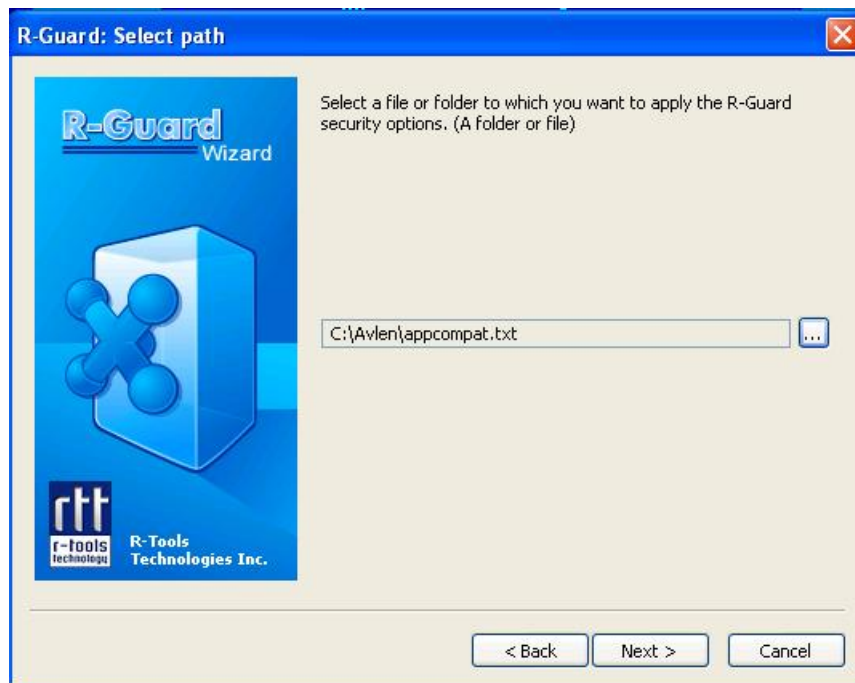 R-Guard: Select path
R-Guard
Wizard
Select a file or folder to which you want to apply the R-Guard
security options. (A folder or file)
C:\Avlen\appcompat.txt
...
rtt
r-tools
technology
R-Tools
Technologies Inc.
< Back
Next >
Cancel